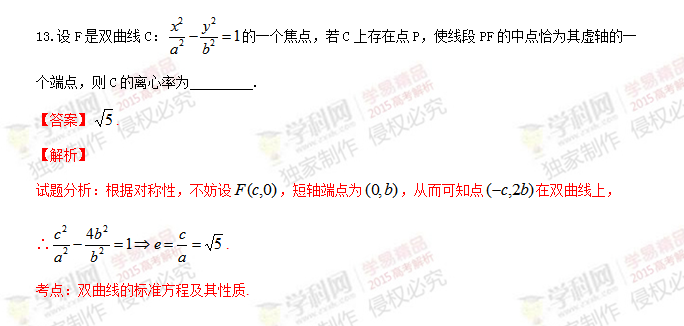 13.设F是双曲线C：x²/a² − y²/b² = 1的一个焦点，若C上存在点P，使线段PF的中点恰为其虚轴的一
个端点，则C的离心率为_________.
【答案】√5.
【解析】
试题分析：根据对称性，不妨设F(c,0)，短轴端点为(0,b)，从而可知点(−c,2b)在双曲线上，
∴c²/a² − 4b²/b² = 1⇒e = c/a = √5.
考点：双曲线的标准方程及其性质.
学科网
www.zxxk.com
学易精品
2015高考解析
独家制作 侵权必究